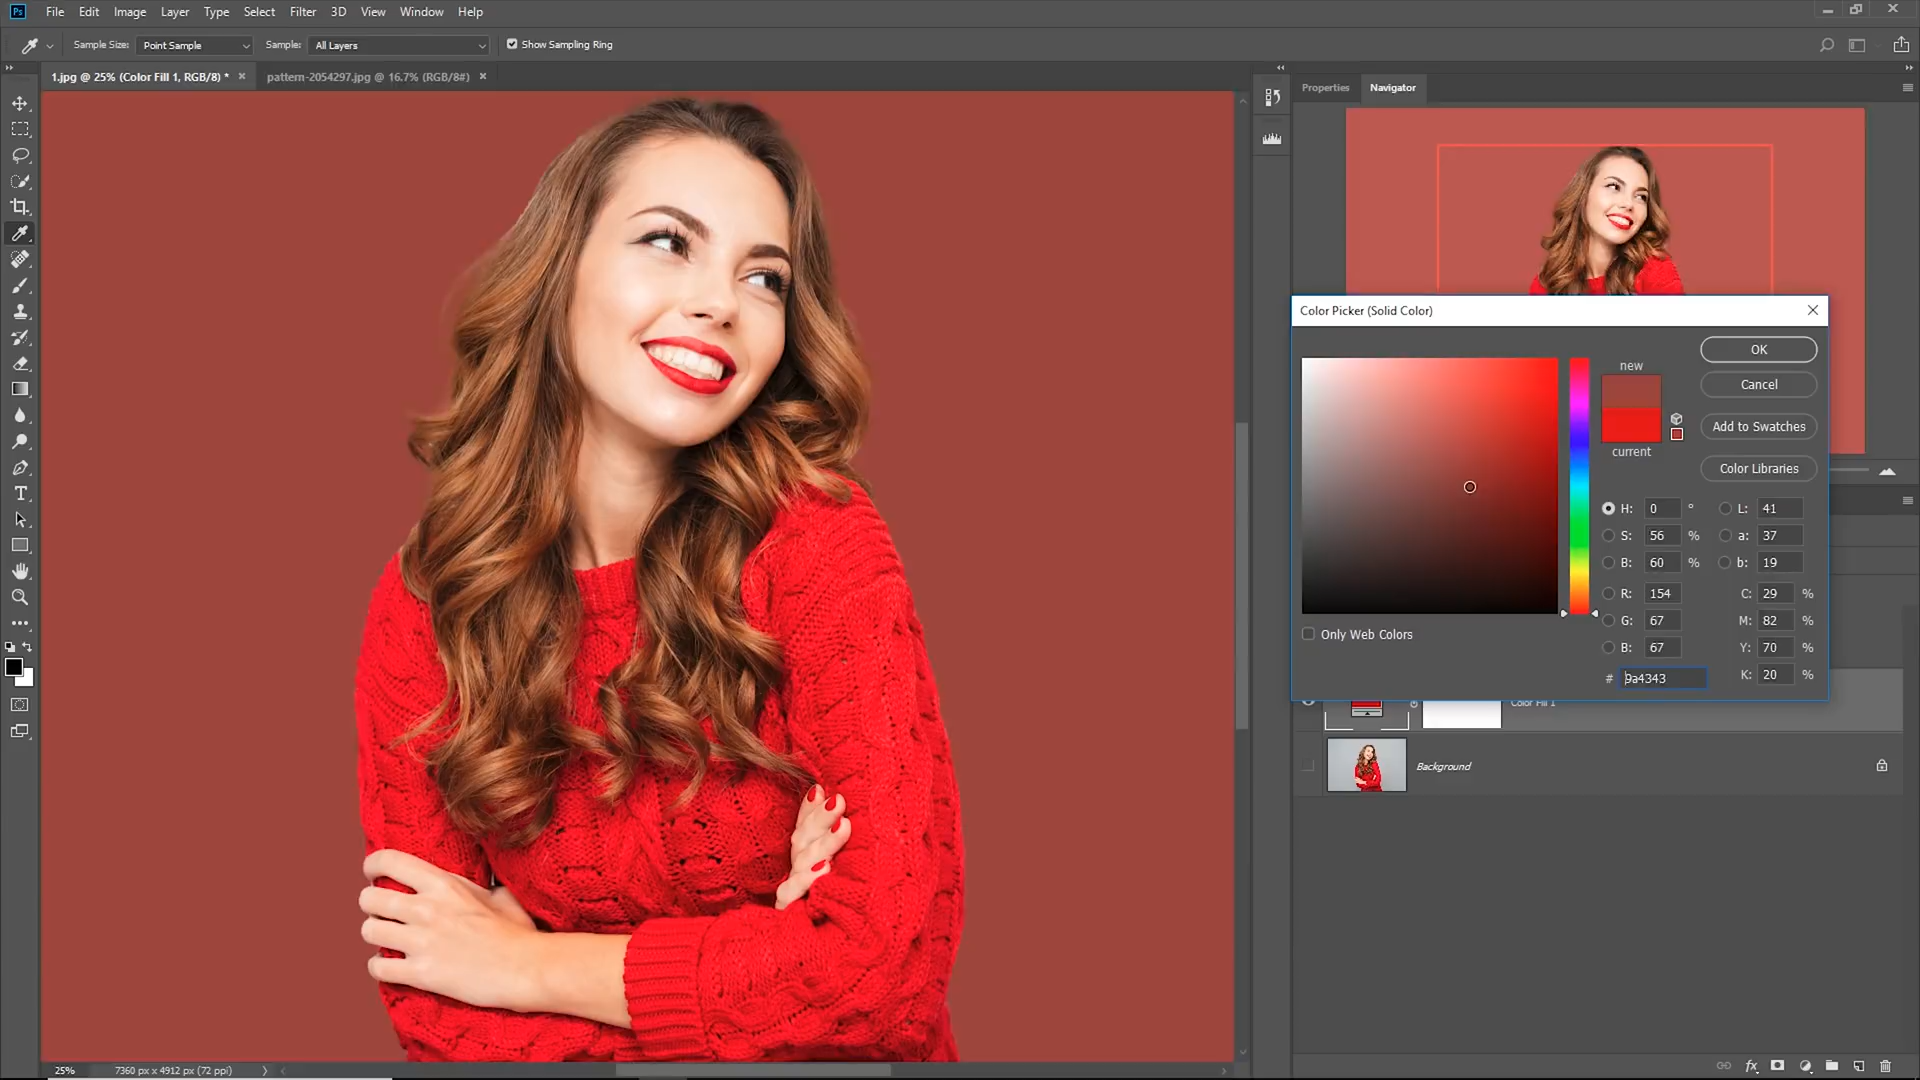 Ps File Edit Image Layer Type Select Filter 3D View Window Help
Sample Size: Point Sample Sample: All Layers Show Sampling Ring
1.jpg @ 25% (Color Fill 1, RGB/8) * × pattern-2054297.jpg @ 16.7% (RGB/8#) ×
Properties Navigator
Color Picker (Solid Color)
new
current
OK
Cancel
Add to Swatches
Color Libraries
H: 0 ° L: 41
S: 56 % a: 37
B: 60 % b: 19
R: 154 C: 29 %
G: 67 M: 82 %
B: 67 Y: 70 %
# 9a4343 K: 20 %
Only Web Colors
Color Fill 1
Background
25% 7360 px x 4912 px (72 ppi)